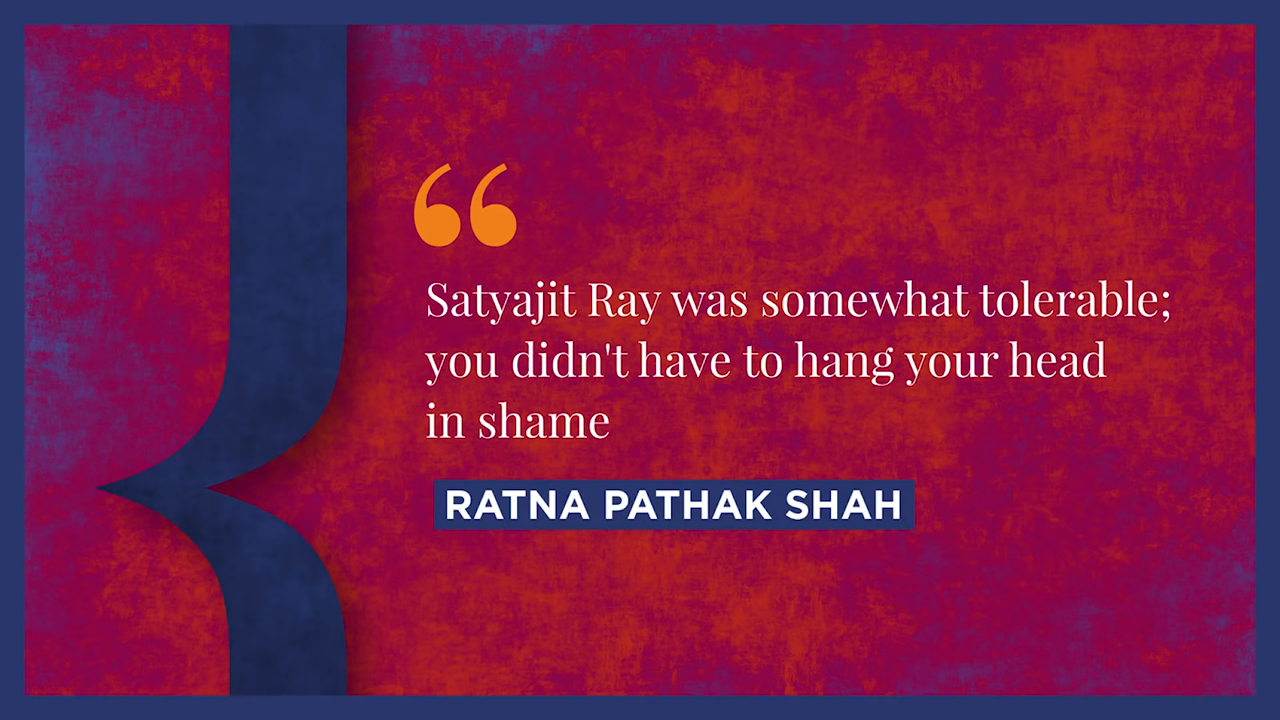 “
Satyajit Ray was somewhat tolerable;
you didn't have to hang your head
in shame
RATNA PATHAK SHAH